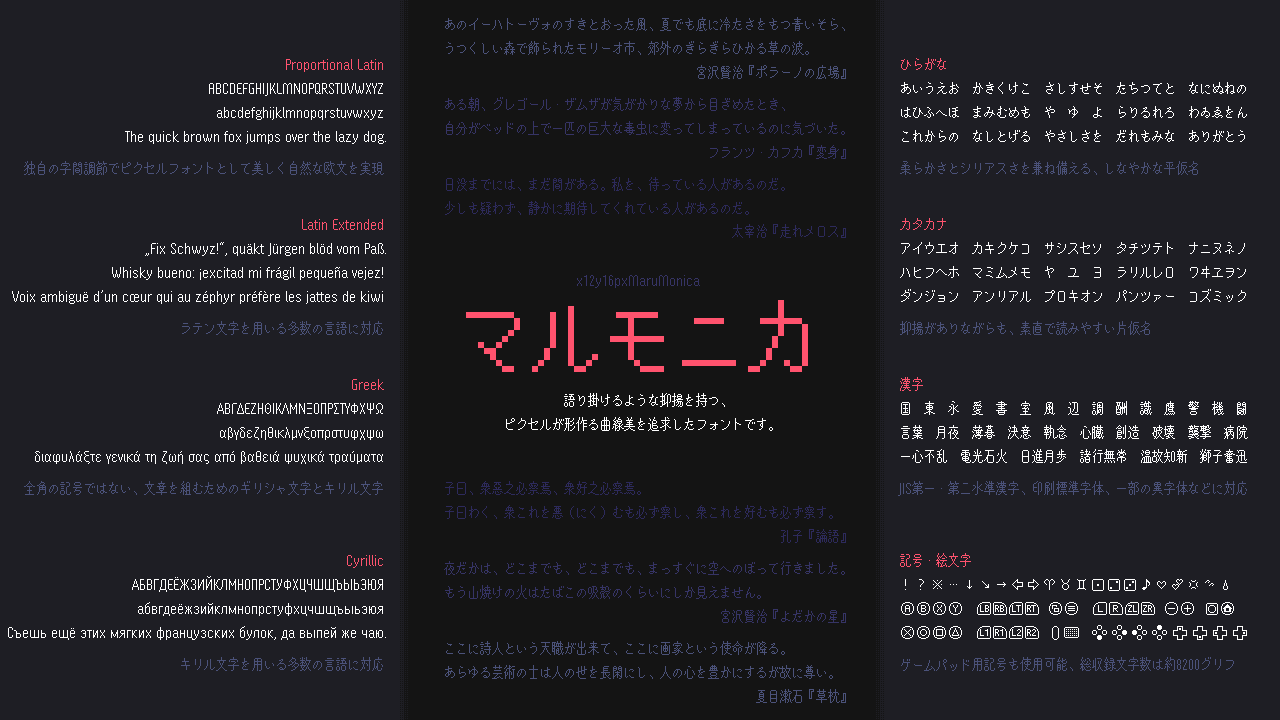 Proportional Latin
ABCDEFGHIJKLMNOPQRSTUVWXYZ
abcdefghijklmnopqrstuvwxyz
The quick brown fox jumps over the lazy dog.
独自の字間調節でピクセルフォントとして美しく自然な欧文を実現
Latin Extended
„Fix Schwyz!“, quäkt Jürgen blöd vom Paß.
Whisky bueno: ¡excitad mi frágil pequeña vejez!
Voix ambiguë d’un cœur qui au zéphyr préfère les jattes de kiwi
ラテン文字を用いる多数の言語に対応
Greek
ΑΒΓΔΕΖΗΘΙΚΛΜΝΞΟΠΡΣΤΥΦΧΨΩ
αβγδεζηθικλμνξοπρστυφχψω
διαφυλάξτε γενικά τη ζωή σας από βαθειά ψυχικά τραύματα
全角の記号ではない、文章を組むためのギリシャ文字とキリル文字
Cyrillic
АБВГДЕЁЖЗИЙКЛМНОПРСТУФХЦЧШЩЪЫЬЭЮЯ
абвгдеёжзийклмнопрстуфхцчшщъыьэюя
Съешь ещё этих мягких французских булок, да выпей же чаю.
キリル文字を用いる多数の言語に対応
あのイーハトーヴォのすきとおった風、夏でも底に冷たさをもつ青いそら、
うつくしい森で飾られたモリーオ市、郊外のぎらぎらひかる草の波。
宮沢賢治『ポラーノの広場』
ある朝、グレゴール・ザムザが気がかりな夢から目ざめたとき、
自分がベッドの上で一匹の巨大な毒虫に変ってしまっているのに気づいた。
フランツ・カフカ『変身』
日没までには、まだ間がある。私を、待っている人があるのだ。
少しも疑わず、静かに期待してくれている人があるのだ。
太宰治『走れメロス』
x12y16pxMaruMonica
マルモニカ
語り掛けるような抑揚を持つ、
ピクセルが形作る曲線美を追求したフォントです。
子曰、衆悪之必察焉、衆好之必察焉。
子曰わく、衆これを悪（にく）むも必ず察し、衆これを好むも必ず察す。
孔子『論語』
夜だかは、どこまでも、どこまでも、まっすぐに空へのぼって行きました。
もう山焼けの火はたばこの吸殻のくらいにしか見えません。
宮沢賢治『よだかの星』
ここに詩人という天職が出来て、ここに画家という使命が降る。
あらゆる芸術の士は人の世を長閑にし、人の心を豊かにするが故に尊い。
夏目漱石『草枕』
ひらがな
あいうえお かきくけこ さしすせそ たちつてと なにぬねの
はひふへほ まみむめも や ゆ よ らりるれろ わゐゑをん
これからの なしとげる やさしさを だれもみな ありがとう
柔らかさとシリアスさを兼ね備える、しなやかな平仮名
カタカナ
アイウエオ カキクケコ サシスセソ タチツテト ナニヌネノ
ハヒフヘホ マミムメモ ヤ ユ ヨ ラリルレロ ワヰヱヲン
ダンジョン アンリアル プロキオン パンツァー コズミック
抑揚がありながらも、素直で読みやすい片仮名
漢字
国 東 永 愛 書 室 風 辺 調 酬 識 鷹 警 機 闘
言葉 月夜 薄暮 決意 執念 心臓 創造 破壊 襲撃 病院
一心不乱 電光石火 日進月歩 諸行無常 温故知新 獅子奮迅
JIS第一・第二水準漢字、印刷標準字体、一部の異字体などに対応
記号・絵文字
！ ？ ※ … ↓ ↘ → ⇦ ⇨ ♈ ♉ ♊ ⚀ ⚁ ⚂ ♪
Ⓐ Ⓑ Ⓧ Ⓨ LB RB LT RT L R ZL ZR ⊖ ⊕
L1 R1 L2 R2
ゲームパッド用記号も使用可能、総収録文字数は約8200グリフ